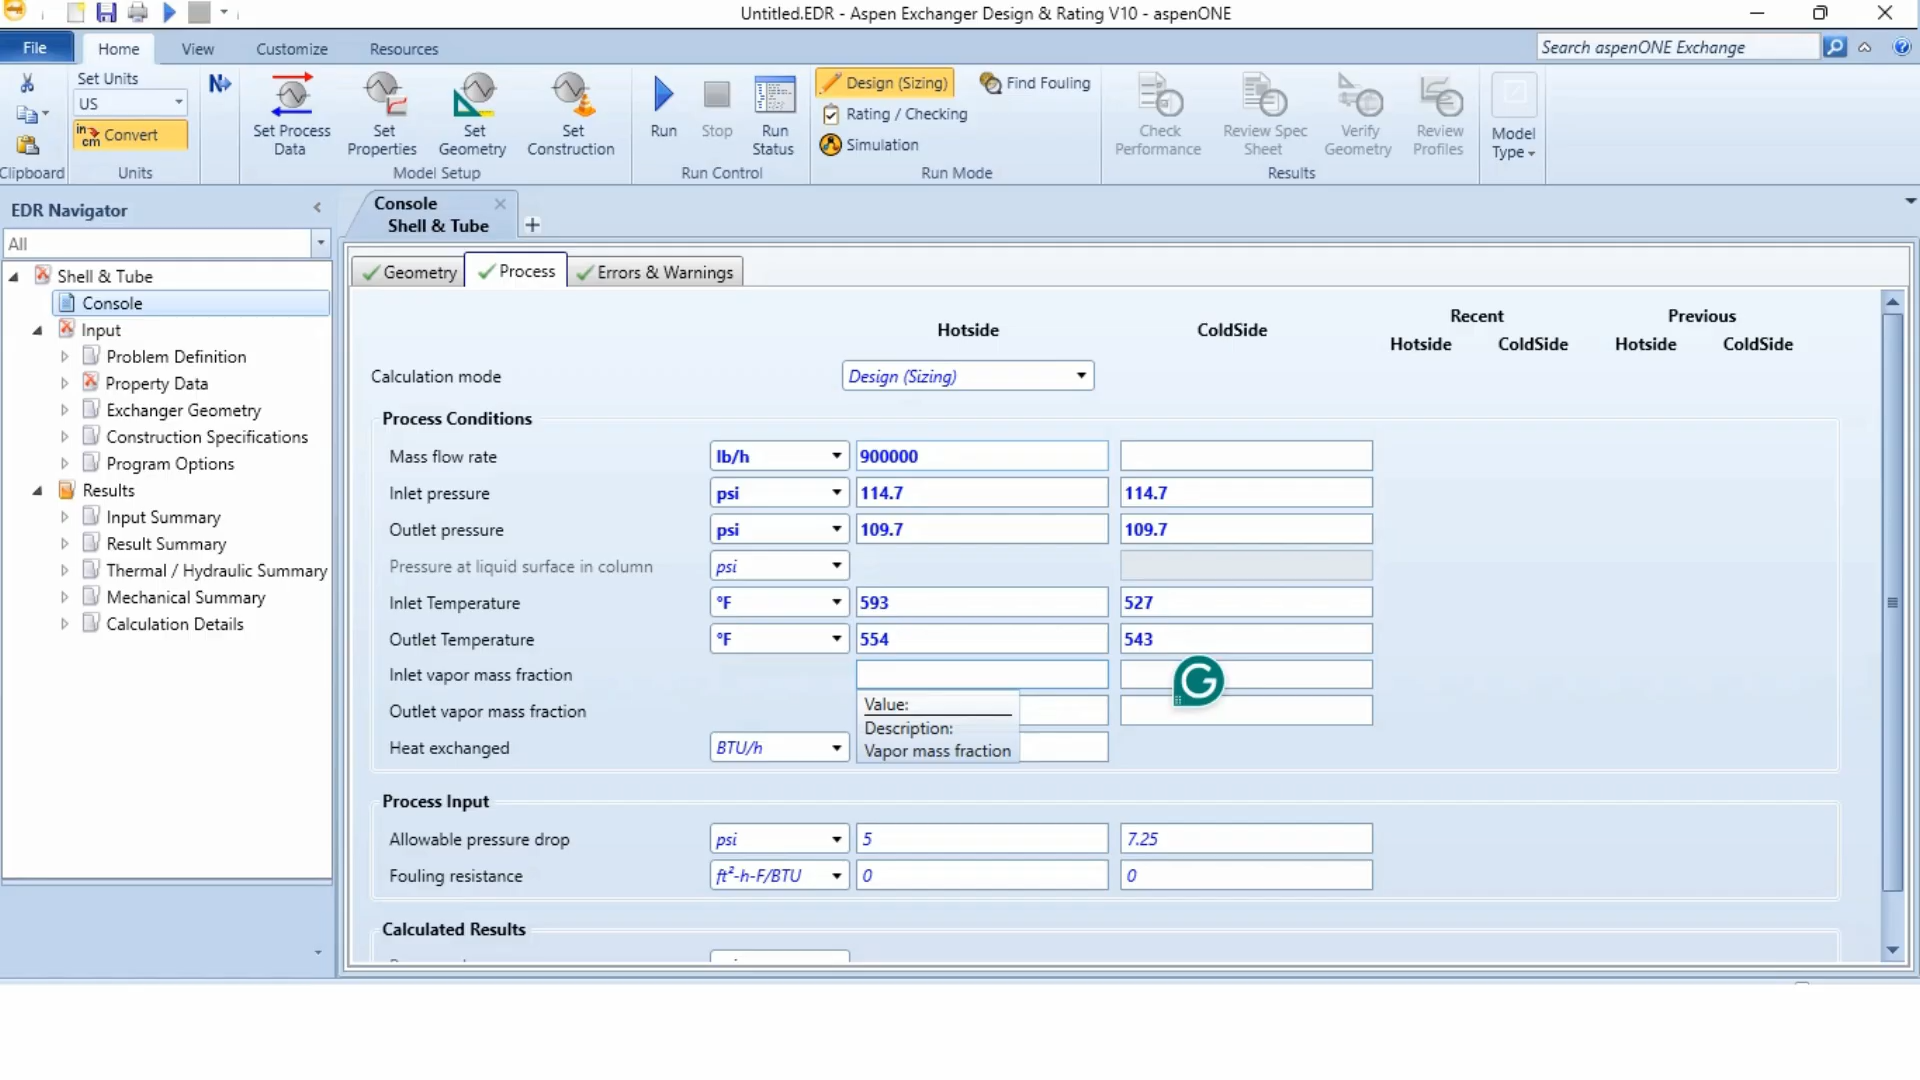 Untitled.EDR - Aspen Exchanger Design & Rating V10 - aspenONE
File Home View Customize Resources
Search aspenONE Exchange
Set Units
US
in cm Convert
Clipboard
Units
Set Process Data
Set Properties
Set Geometry
Set Construction
Model Setup
Run
Stop
Run Status
Run Control
Design (Sizing)
Find Fouling
Rating / Checking
Simulation
Run Mode
Check Performance
Review Spec Sheet
Verify Geometry
Review Profiles
Results
Model Type
EDR Navigator
All
Shell & Tube
Console
Input
Problem Definition
Property Data
Exchanger Geometry
Construction Specifications
Program Options
Results
Input Summary
Result Summary
Thermal / Hydraulic Summary
Mechanical Summary
Calculation Details
Console
Shell & Tube
Geometry Process Errors & Warnings
Recent Previous
Hotside ColdSide
Hotside ColdSide Hotside ColdSide
Calculation mode Design (Sizing)
Process Conditions
Mass flow rate lb/h 900000
Inlet pressure psi 114.7 114.7
Outlet pressure psi 109.7 109.7
Pressure at liquid surface in column psi
Inlet Temperature °F 593 527
Outlet Temperature °F 554 543
Inlet vapor mass fraction
Outlet vapor mass fraction
Heat exchanged BTU/h
Value:
Description:
Vapor mass fraction
G
Process Input
Allowable pressure drop psi 5 7.25
Fouling resistance ft²-h-F/BTU 0 0
Calculated Results